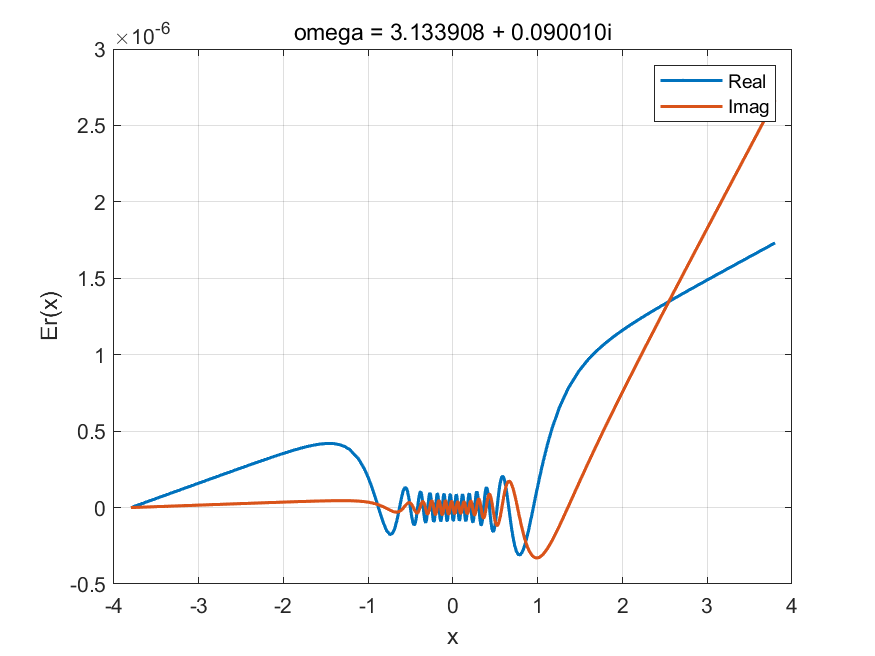 omega = 3.133908 + 0.090010i
×10^-6
3
2.5
2
1.5
1
0.5
0
-0.5
Er(x)
Real
Imag
-4 -3 -2 -1 0 1 2 3 4
x